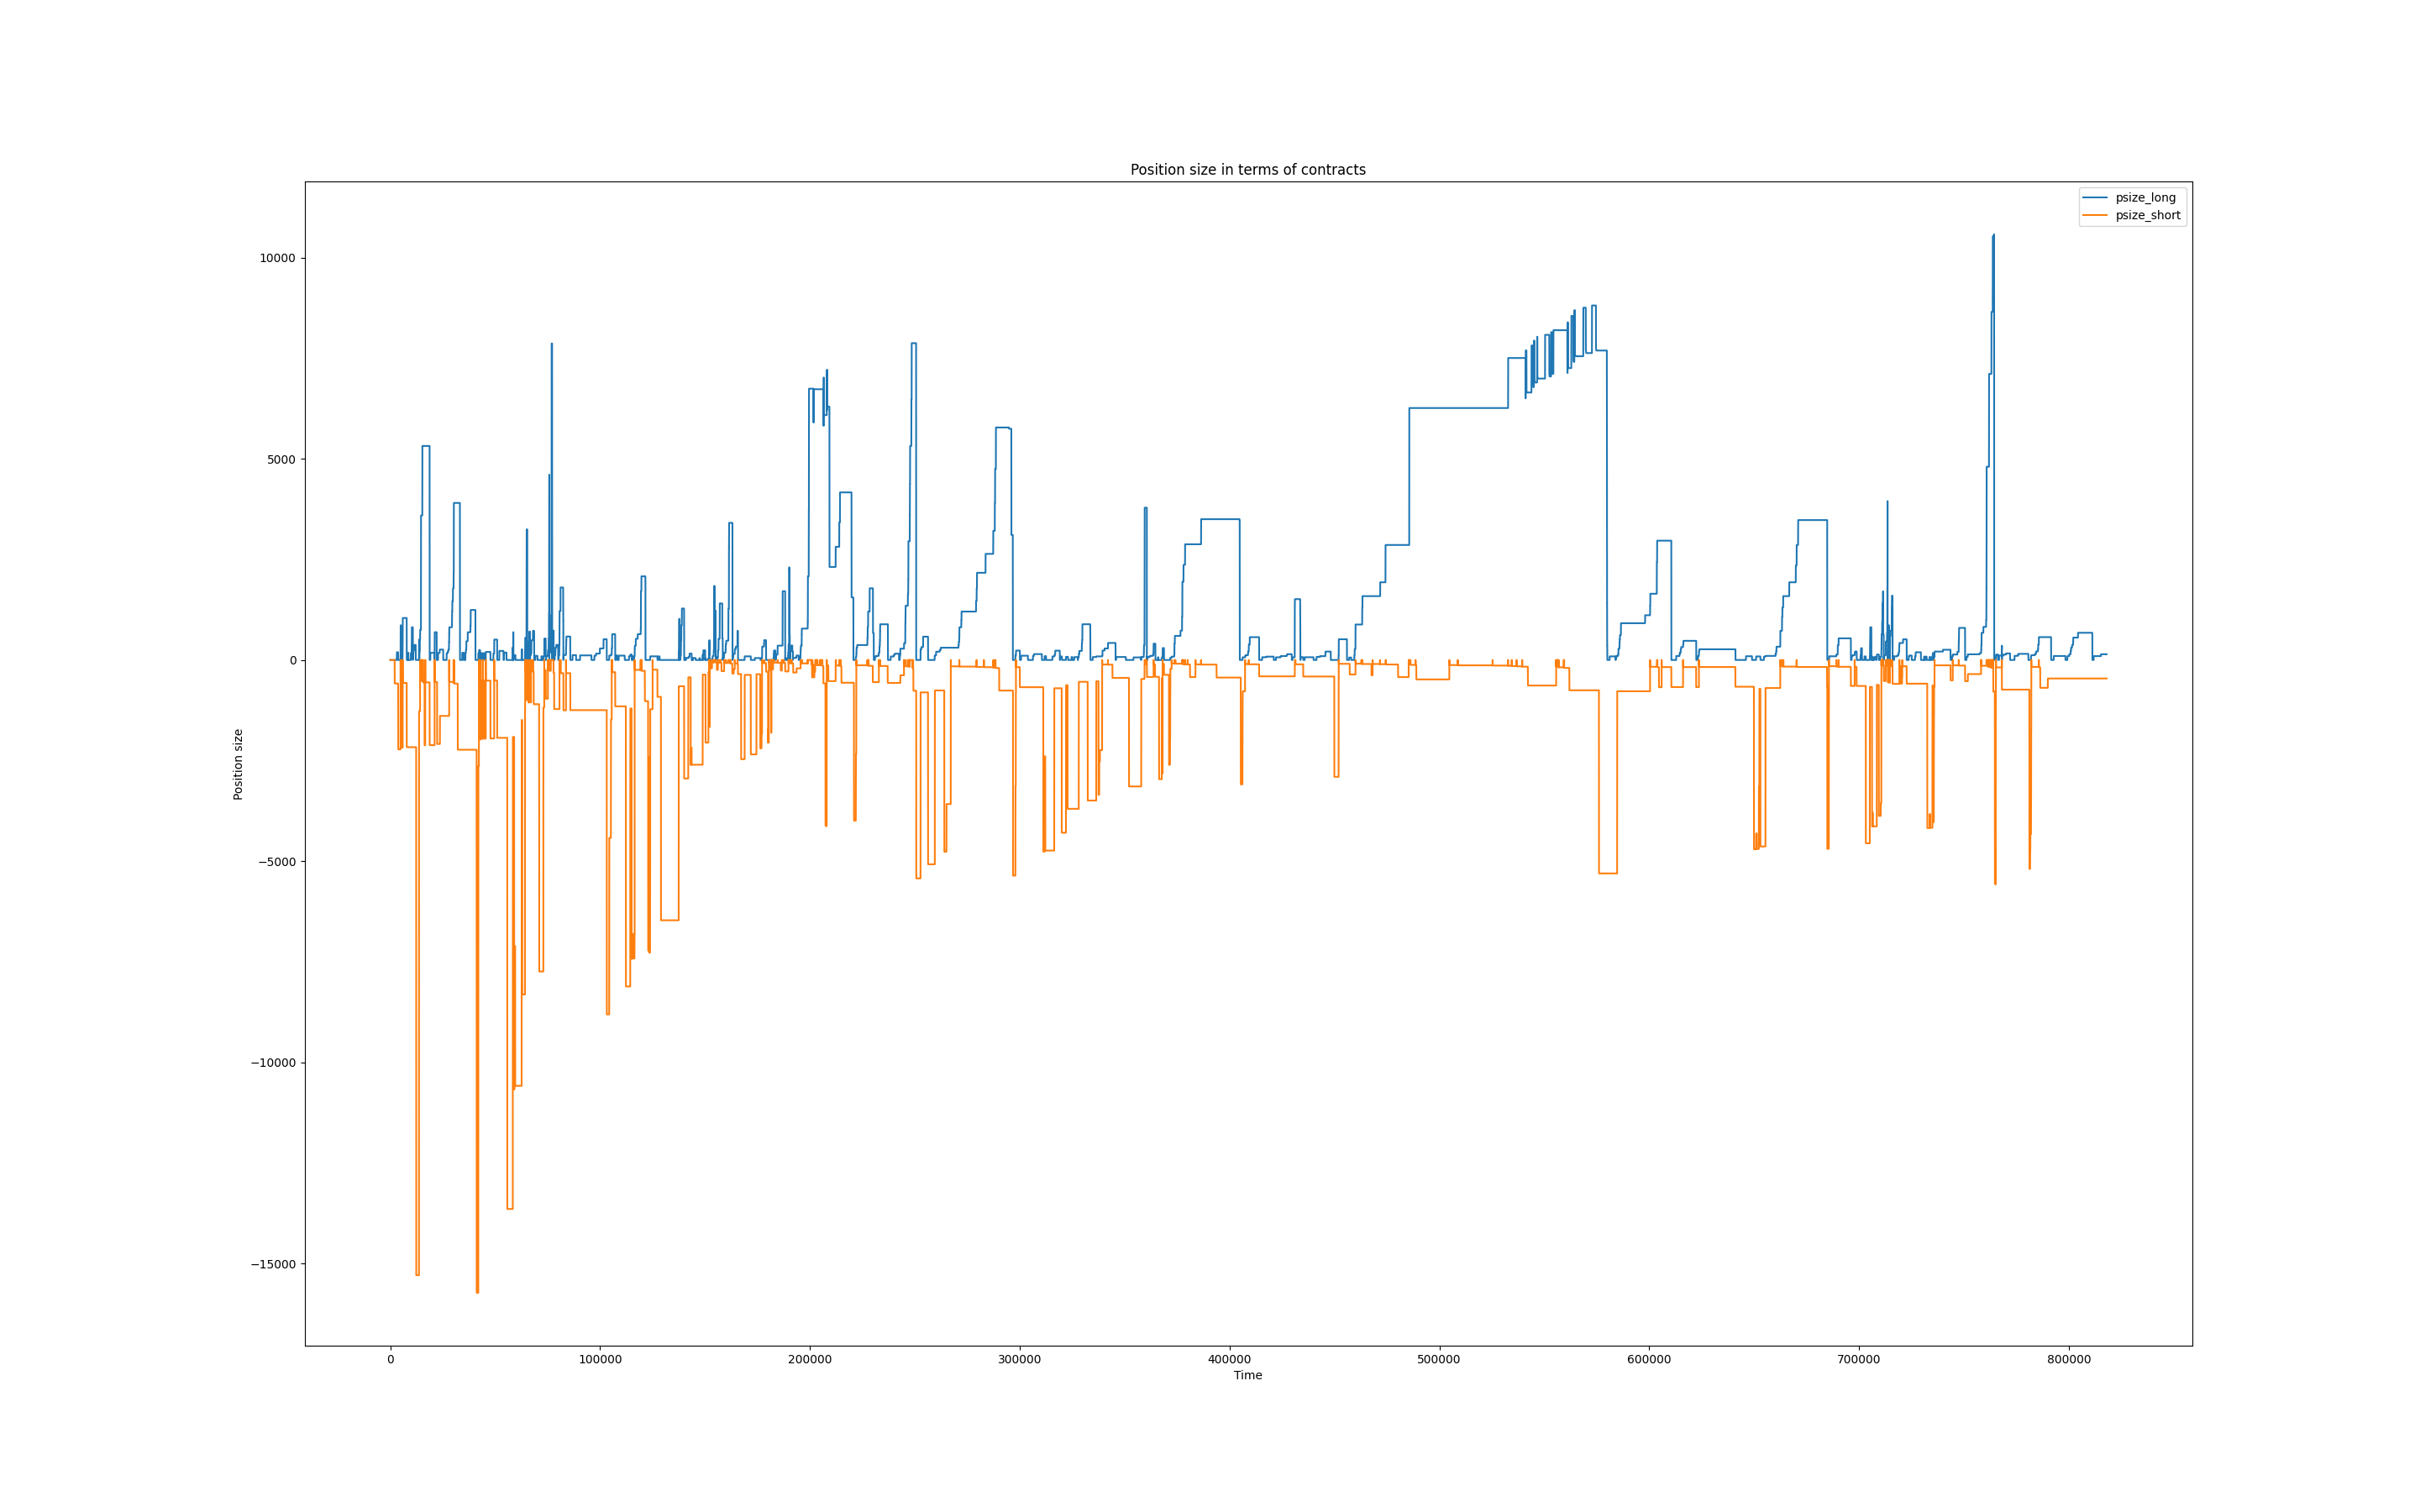 Position size in terms of contracts
psize_long
psize_short
10000
5000
0
−5000
−10000
−15000
Position size
0 100000 200000 300000 400000 500000 600000 700000 800000
Time